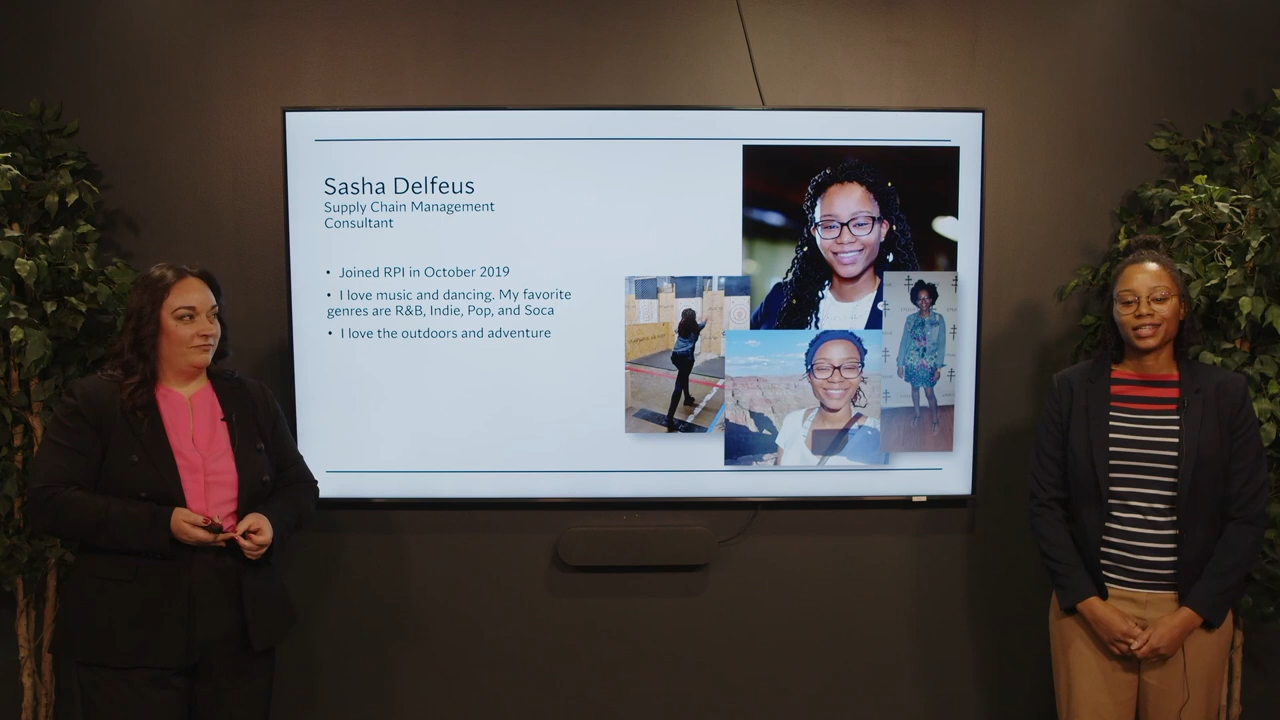 Sasha Delfeus
Supply Chain Management
Consultant
• Joined RPI in October 2019
• I love music and dancing. My favorite
genres are R&B, Indie, Pop, and Soca
• I love the outdoors and adventure